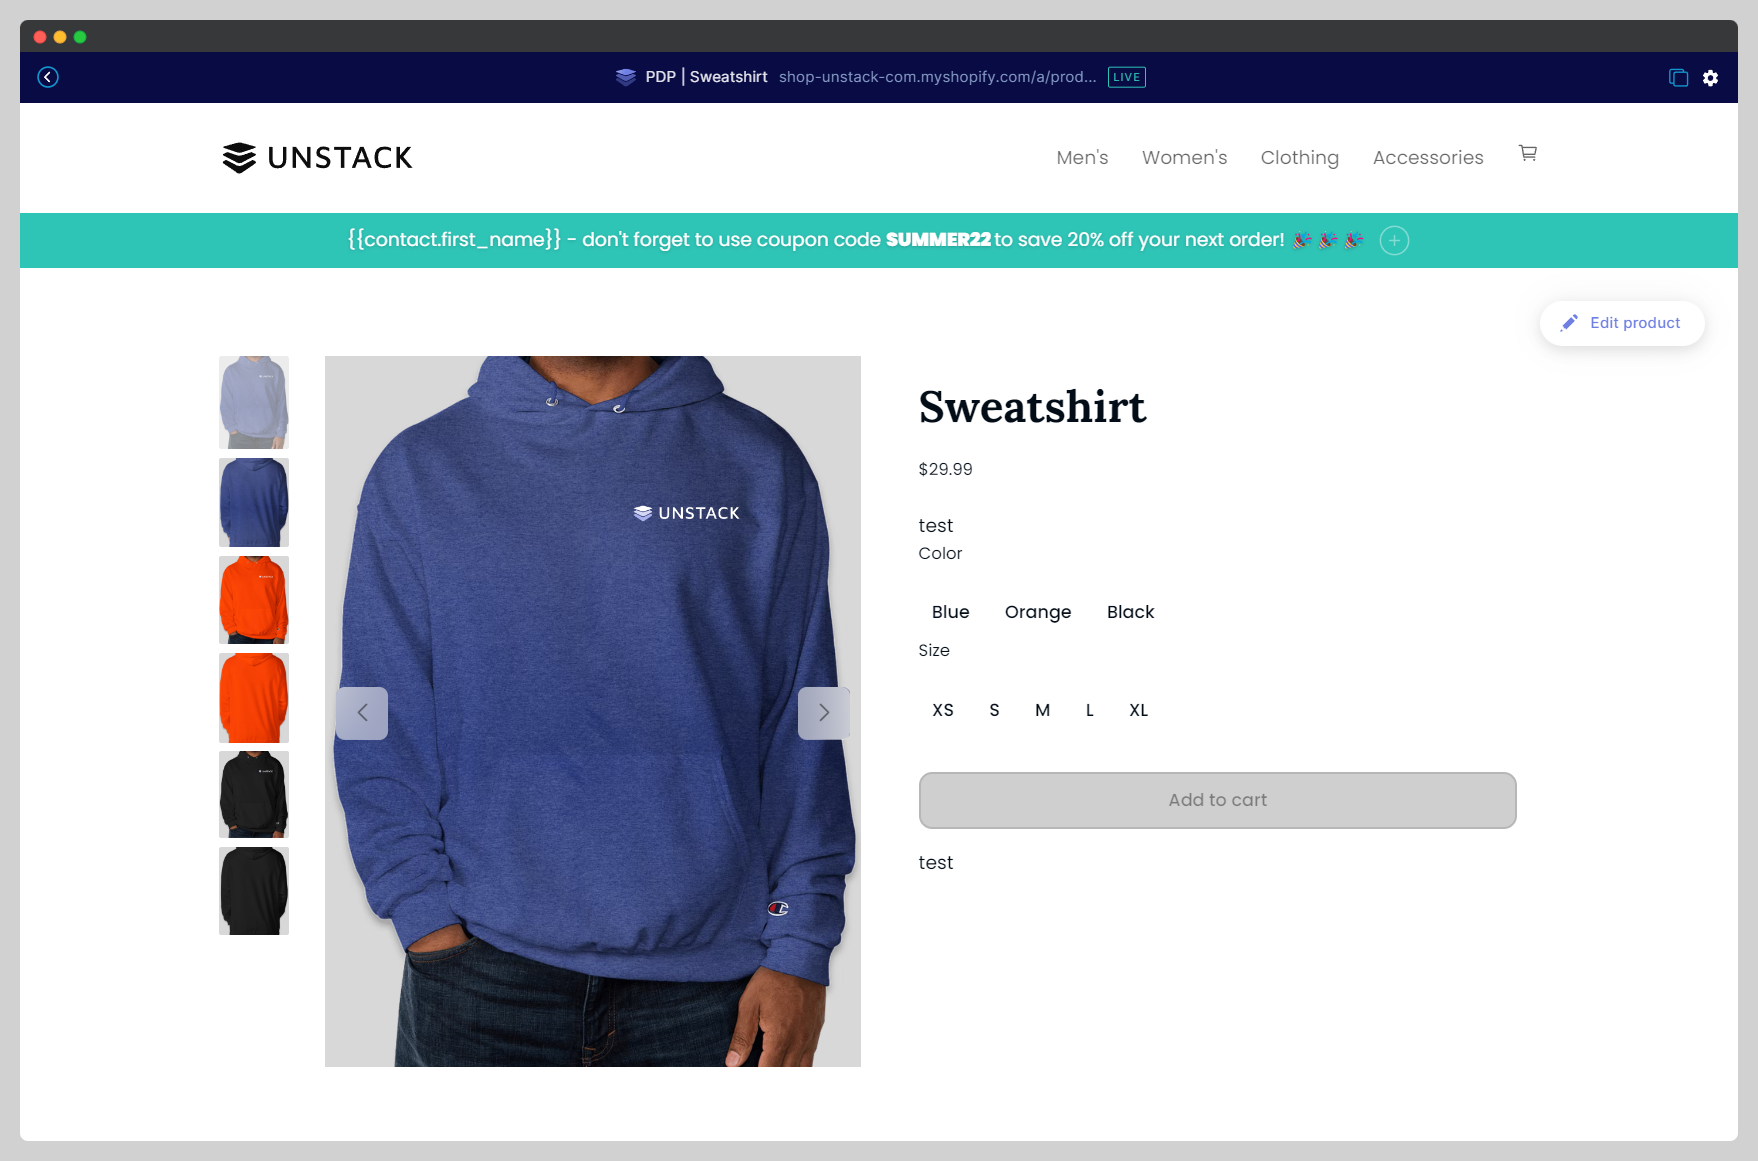 PDP | Sweatshirt shop-unstack-com.myshopify.com/a/prod... LIVE
UNSTACK
Men's Women's Clothing Accessories
{{contact.first_name}} - don't forget to use coupon code SUMMER22 to save 20% off your next order! 🎉 🎉 🎉
Edit product
UNSTACK
Sweatshirt
$29.99
test
Color
Blue Orange Black
Size
XS S M L XL
Add to cart
test